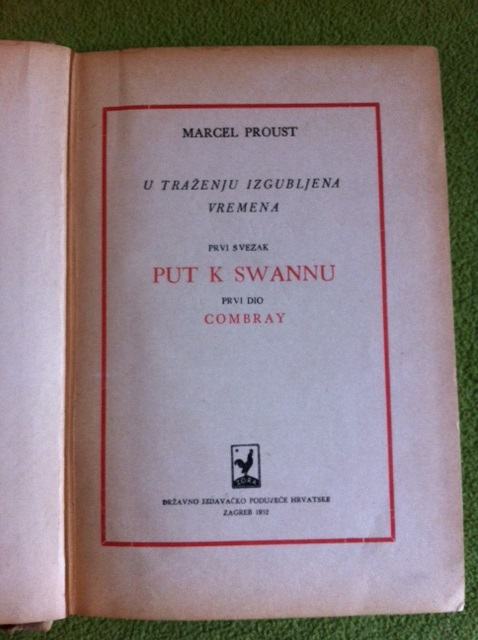 MARCEL PROUST
U TRAŽENJU IZGUBLJENA
VREMENA
PRVI SVEZAK
PUT K SWANNU
PRVI DIO
COMBRAY
ZORA
DRŽAVNO IZDAVAČKO PODUZEĆE HRVATSKE
ZAGREB 1952